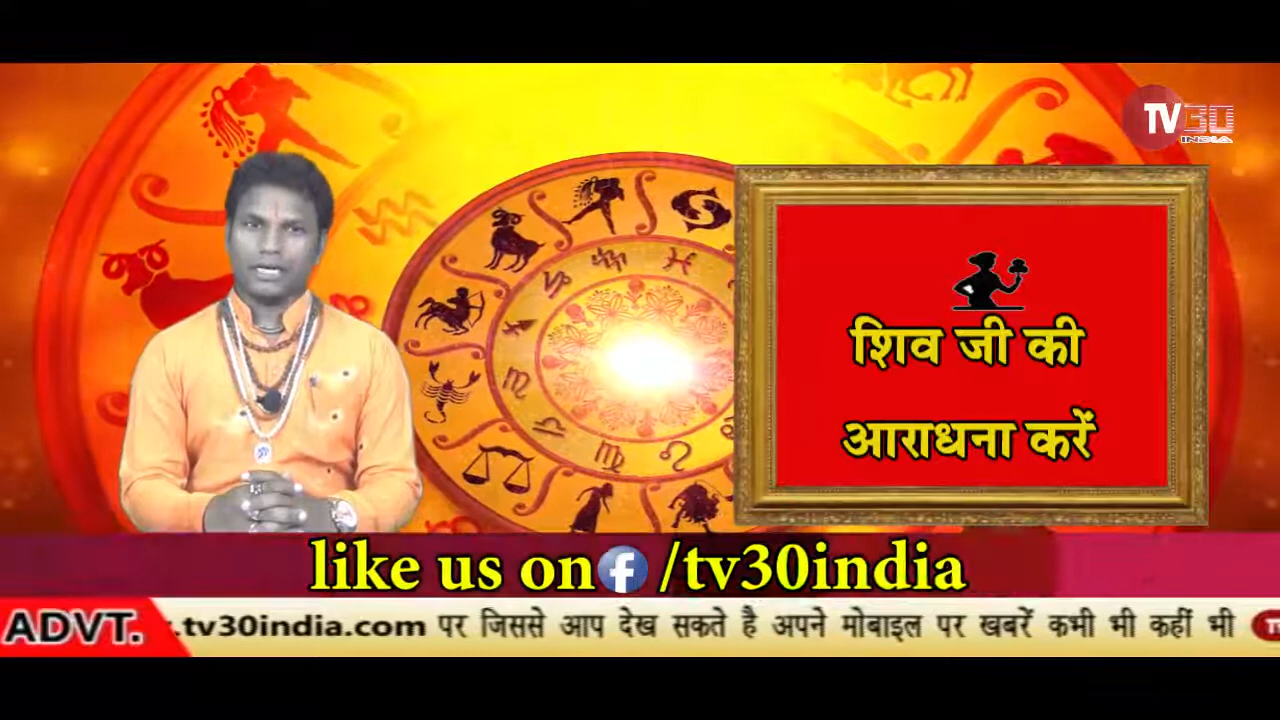 TV30
INDIA
शिव जी की
आराधना करें
like us on f /tv30india
ADVT.
.tv30india.com पर जिससे आप देख सकते है अपने मोबाइल पर खबरें कभी भी कहीं भी